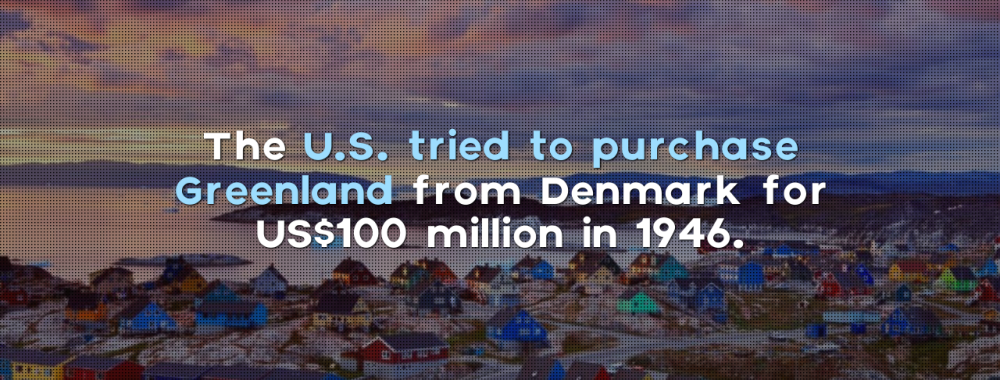 The U.S. tried to purchase
Greenland from Denmark for
US$100 million in 1946.